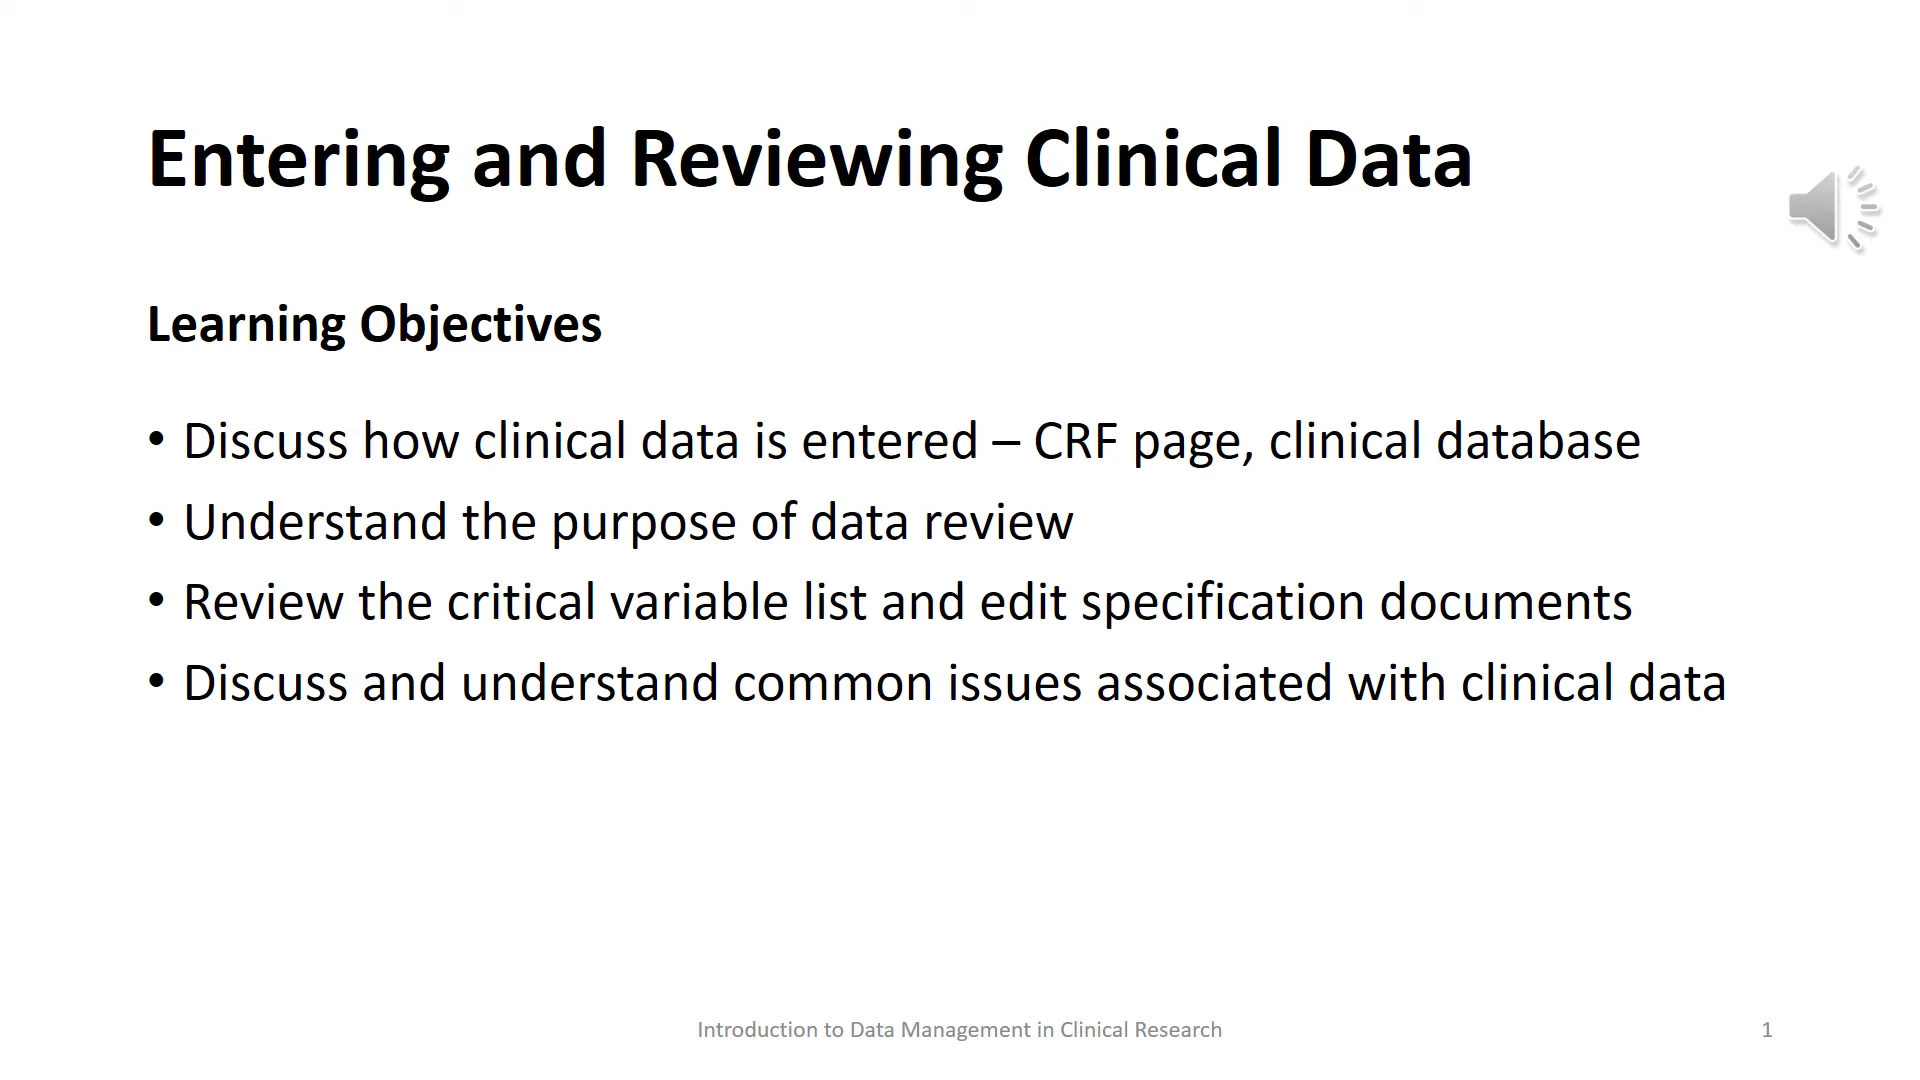 Entering and Reviewing Clinical Data
Learning Objectives
• Discuss how clinical data is entered – CRF page, clinical database
• Understand the purpose of data review
• Review the critical variable list and edit specification documents
• Discuss and understand common issues associated with clinical data
Introduction to Data Management in Clinical Research
1